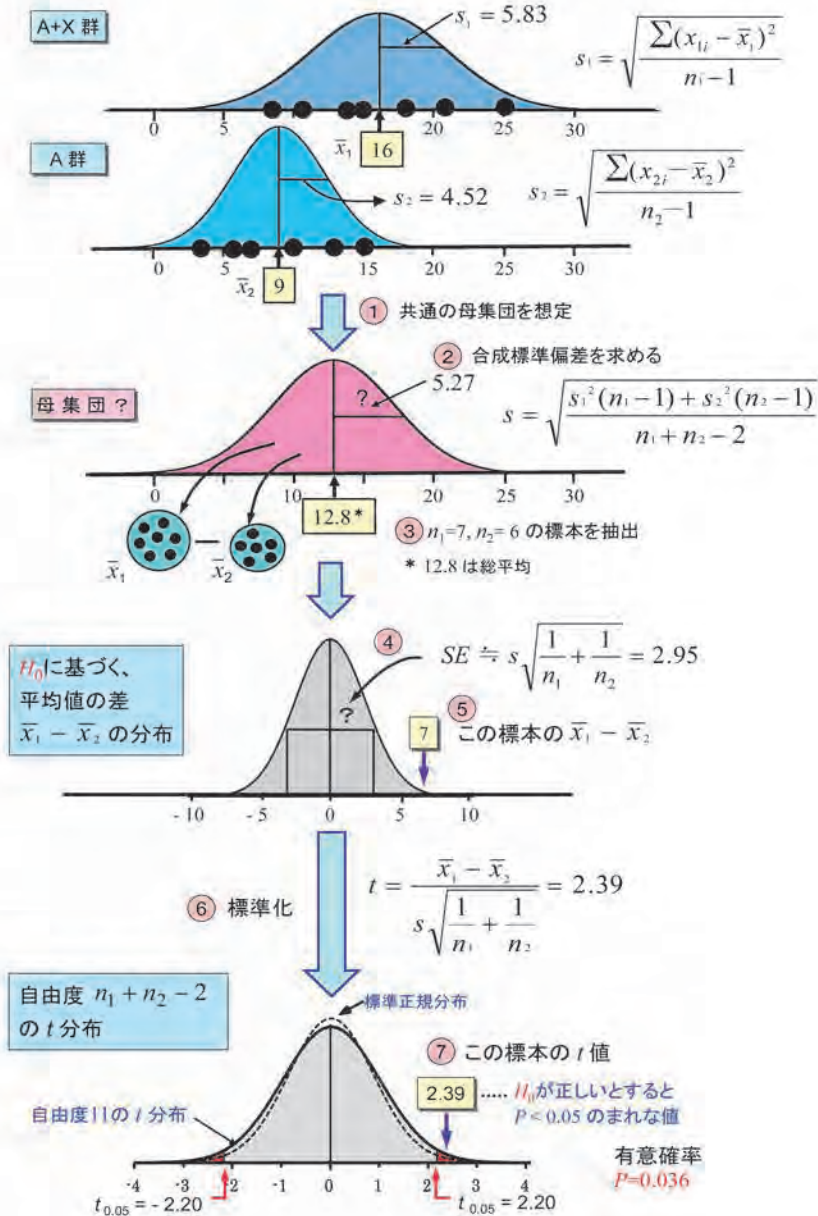 A+X 群
s₁ = 5.83
s₁ = √(∑(x₁ᵢ − x̄₁)² / (n₁−1))
0 5 10 15 20 25 30
x̄₁ 16
A 群
s₂ = 4.52
s₂ = √(∑(x₂ᵢ − x̄₂)² / (n₂−1))
0 5 10 15 20 25 30
x̄₂ 9
① 共通の母集団を想定
② 合成標準偏差を求める
5.27
?
母集団？
s = √((s₁²(n₁−1) + s₂²(n₂−1)) / (n₁ + n₂ − 2))
0 10 20 30
12.8*
x̄₁ − x̄₂
③ n₁=7, n₂= 6 の標本を抽出
* 12.8 は総平均
④ SE ≒ s√(1/n₁ + 1/n₂) = 2.95
?
H₀に基づく、
平均値の差
x̄₁ − x̄₂ の分布
⑤ この標本の x̄₁ − x̄₂
7
-10 -5 0 5 10
⑥ 標準化
t = (x̄₁ − x̄₂) / (s√(1/n₁ + 1/n₂)) = 2.39
自由度 n₁ + n₂ − 2
の t 分布
標準正規分布
⑦ この標本の t 値
2.39 ..... H₀が正しいとすると
P < 0.05 のまれな値
自由度11の t 分布
有意確率
P=0.036
-4 -3 -2 -1 0 1 2 3 4
t₀.₀₅ = - 2.20
t₀.₀₅ = 2.20